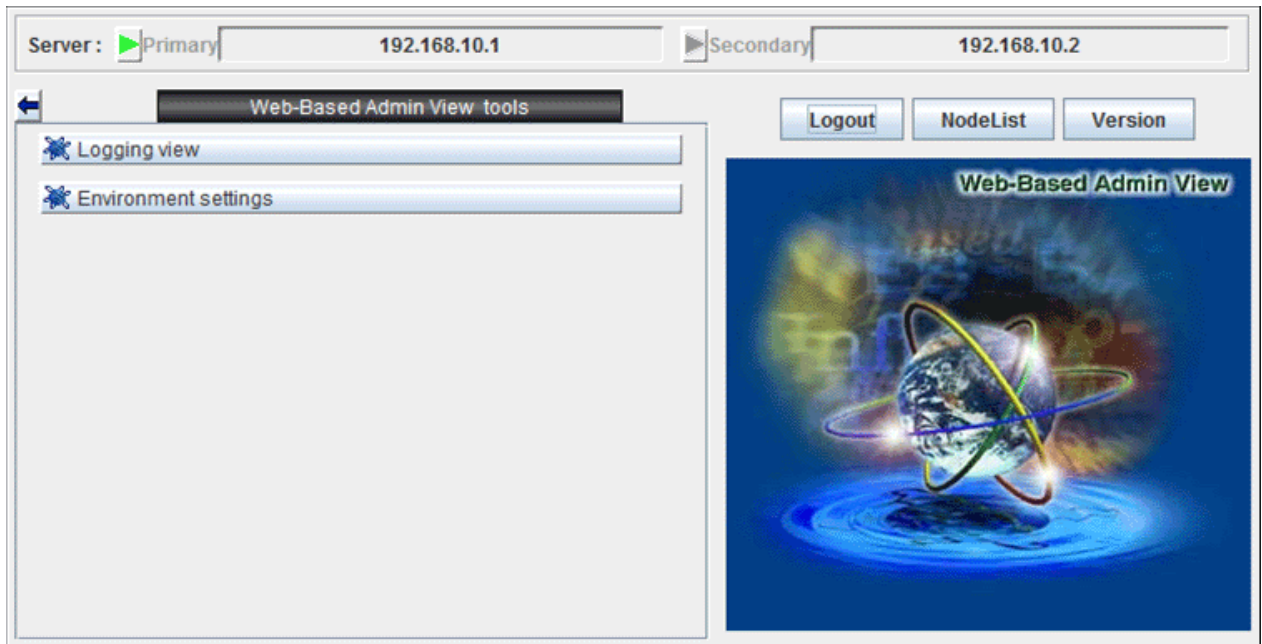 Server : Primary 192.168.10.1 Secondary 192.168.10.2
Web-Based Admin View tools
Logout NodeList Version
Logging view
Environment settings
Web-Based Admin View